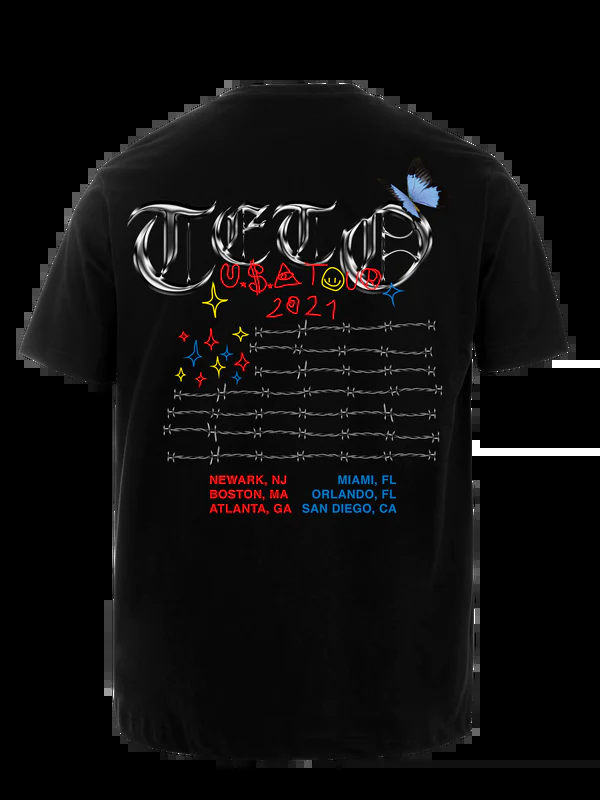 TETO
U.$.A TOUR
2021
NEWARK, NJ MIAMI, FL
BOSTON, MA ORLANDO, FL
ATLANTA, GA SAN DIEGO, CA